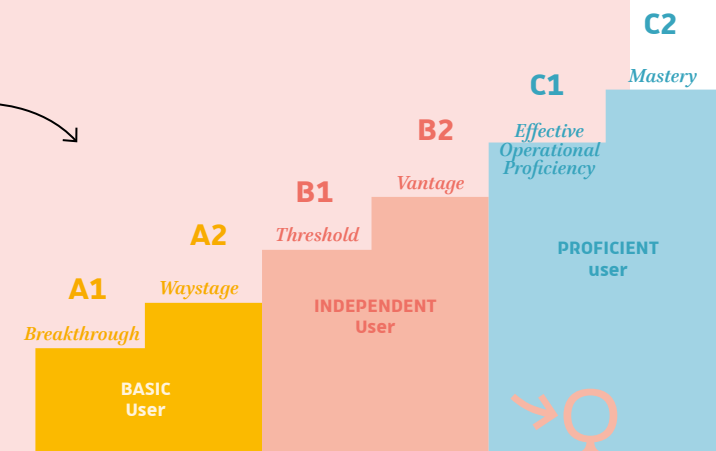 C2
Mastery
C1
Effective
Operational
Proficiency
B2
Vantage
B1
Threshold
A2
Waystage
A1
Breakthrough
PROFICIENT
user
INDEPENDENT
User
BASIC
User